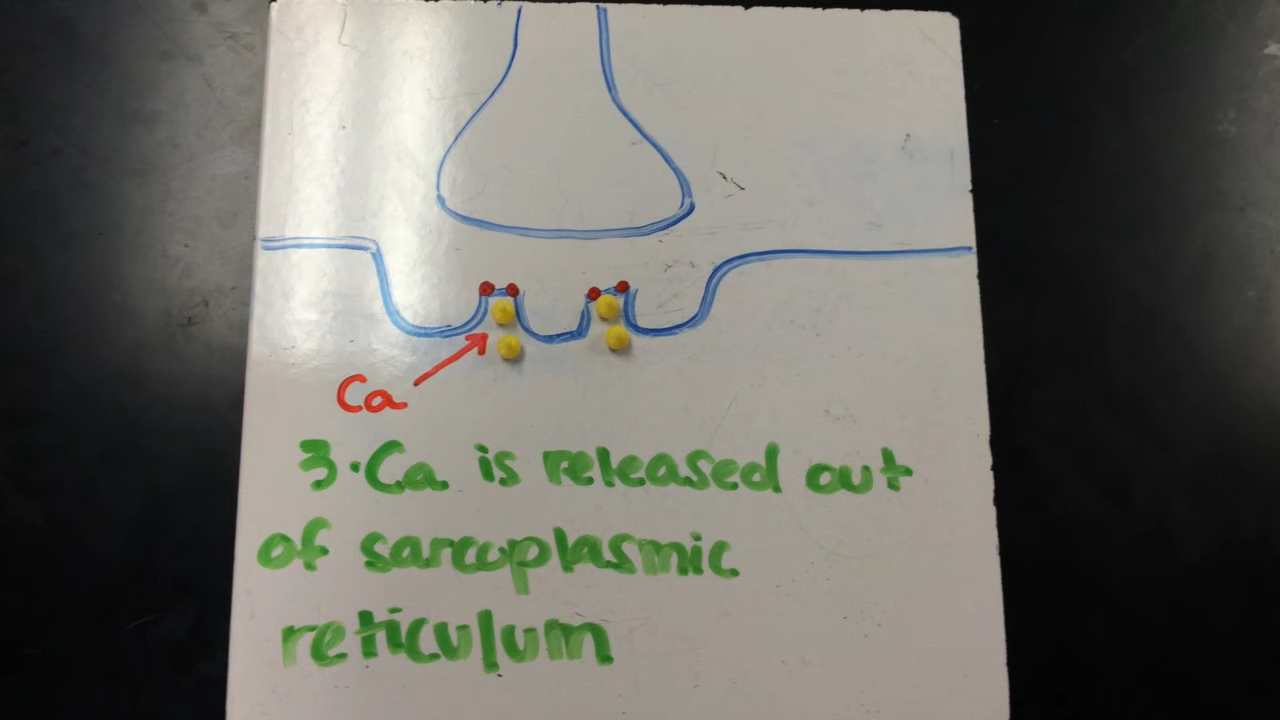 Ca
3. Ca is released out
of sarcoplasmic
reticulum